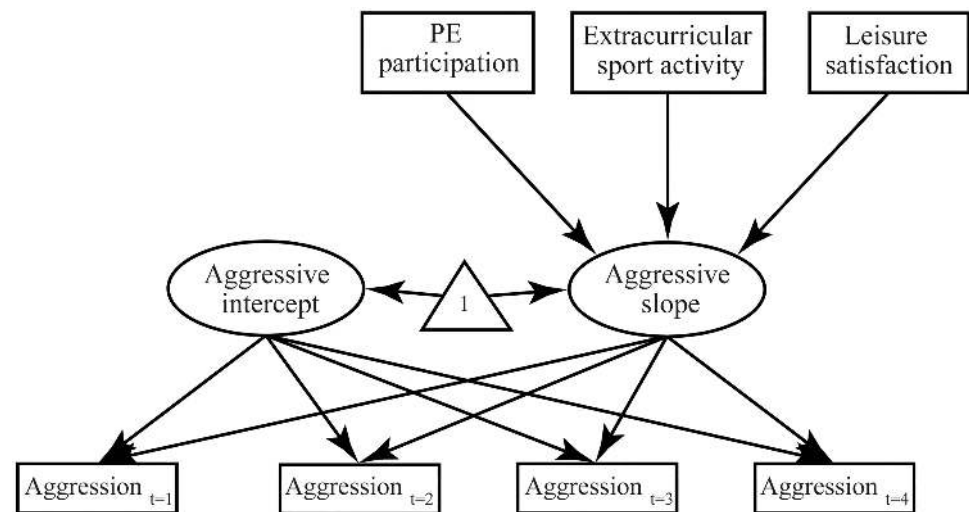 PE
participation
Extracurricular
sport activity
Leisure
satisfaction
Aggressive
intercept
1
Aggressive
slope
Aggression t=1
Aggression t=2
Aggression t=3
Aggression t=4